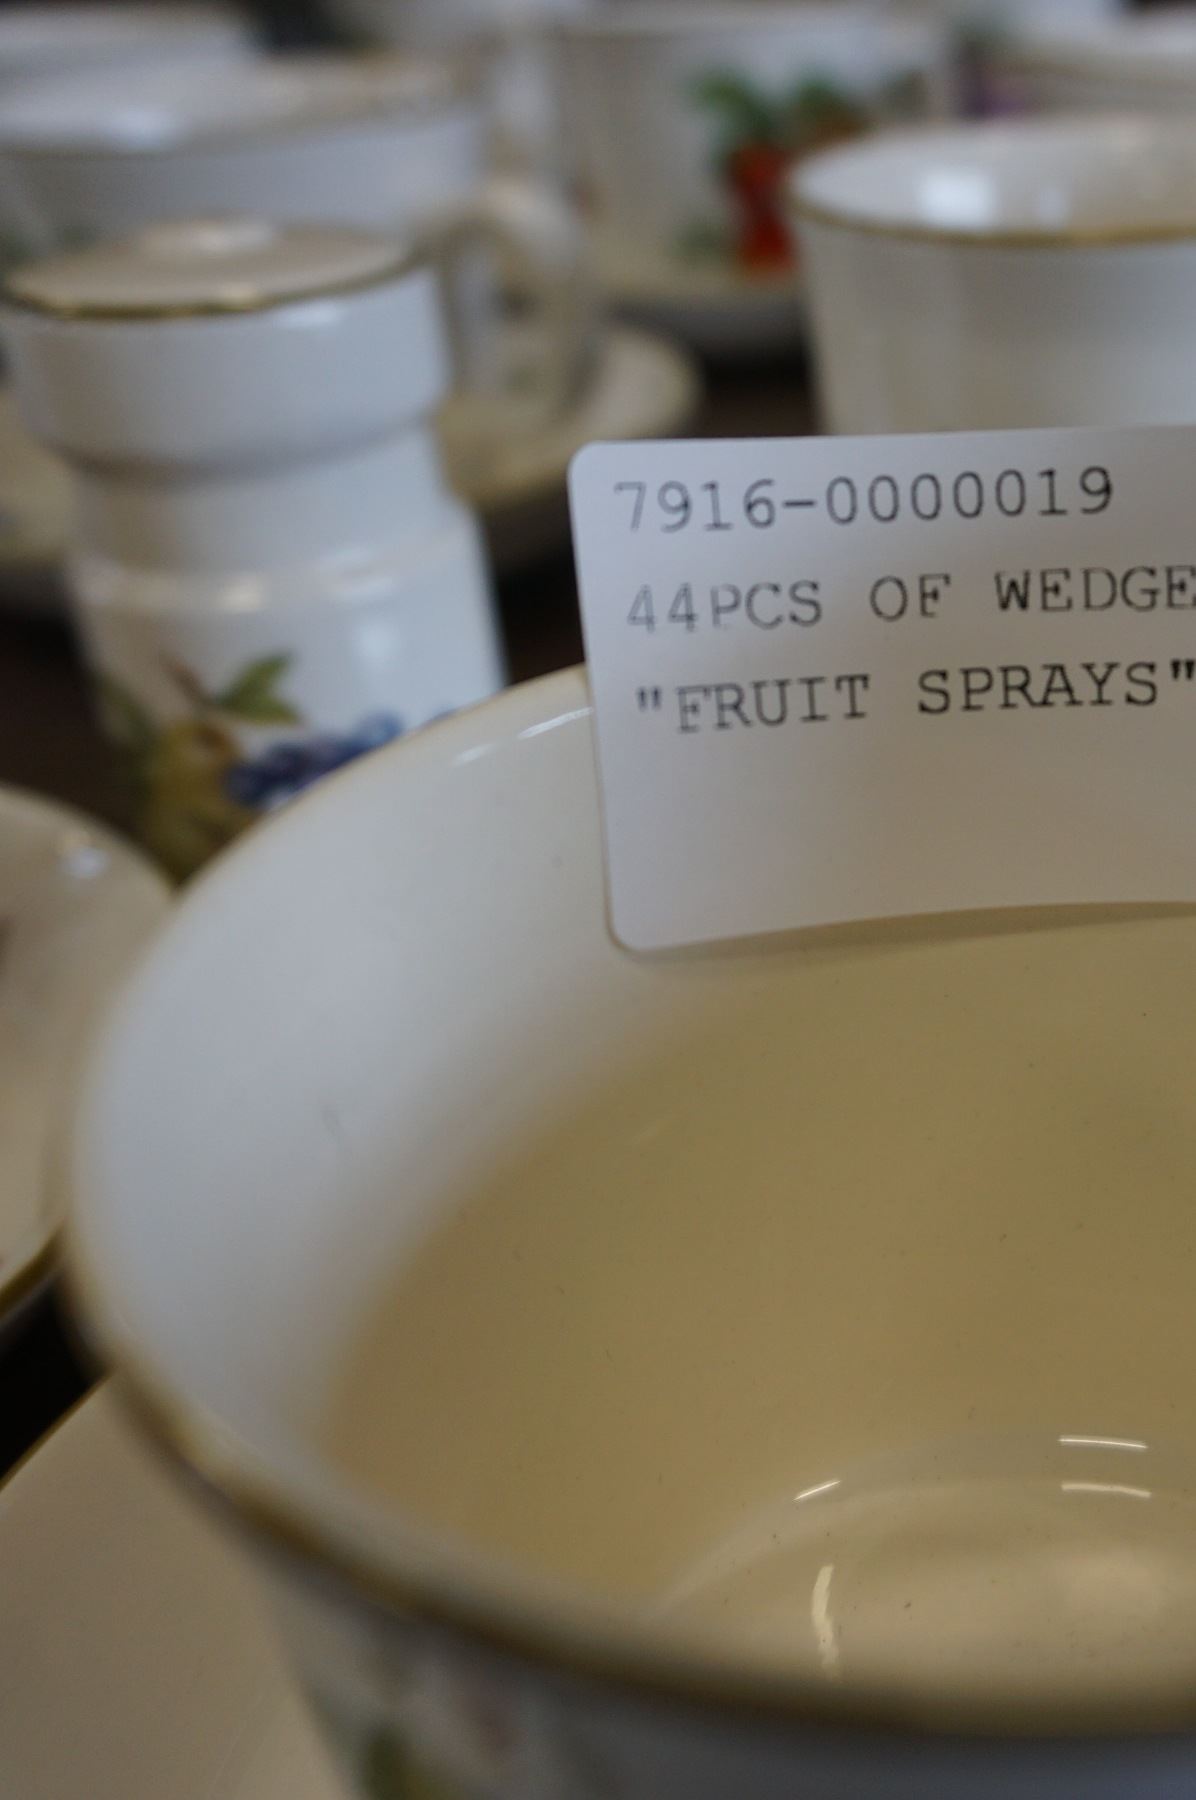 7916-0000019
44PCS OF WEDGE
"FRUIT SPRAYS"